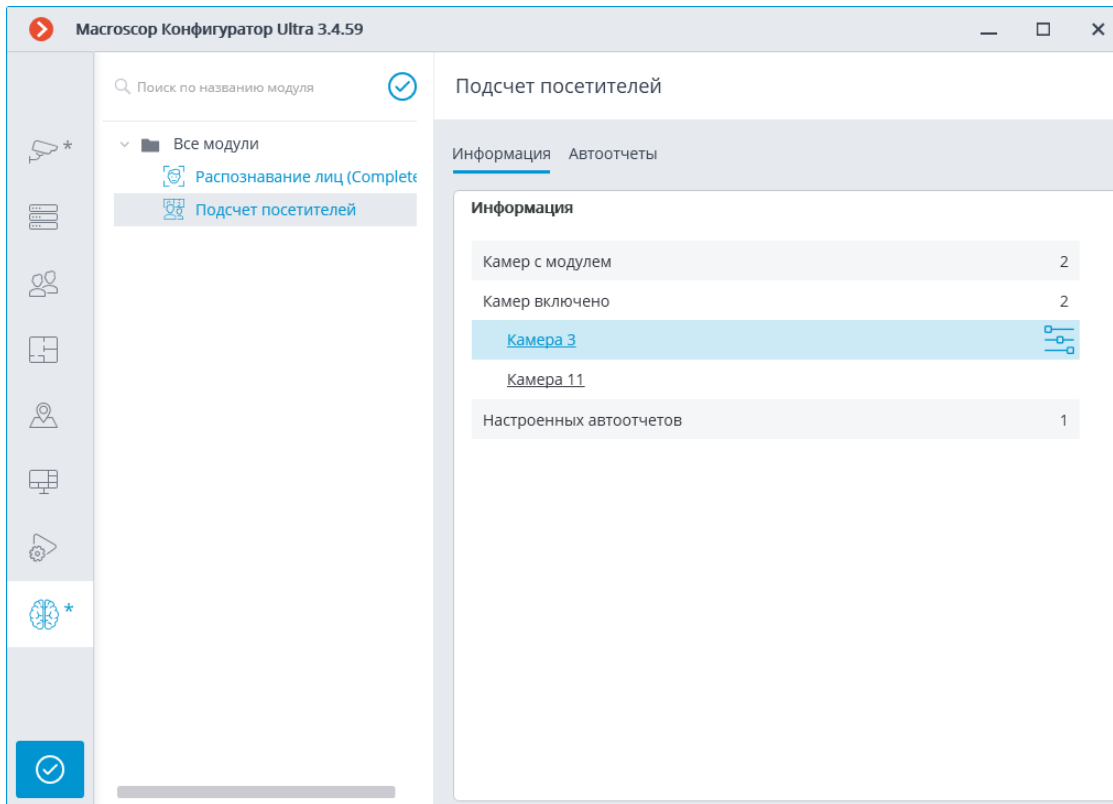 Macroscop Конфигуратор Ultra 3.4.59
Поиск по названию модуля
Все модули
Распознавание лиц (Complete
Подсчет посетителей
Подсчет посетителей
Информация Автоотчеты
Информация
Камер с модулем 2
Камер включено 2
Камера 3
Камера 11
Настроенных автоотчетов 1
* 
*